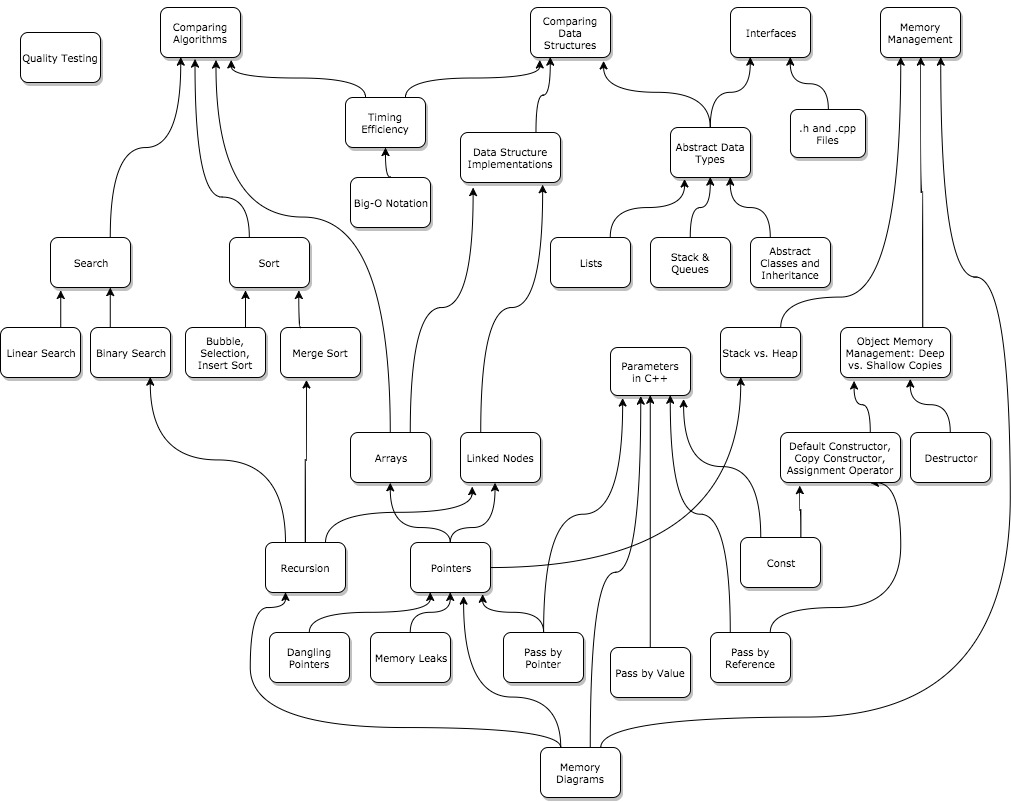 Comparing
Algorithms
Comparing
Data
Structures
Interfaces
Memory
Management
Quality Testing
Timing
Efficiency
.h and .cpp
Files
Data Structure
Implementations
Abstract Data
Types
Big-O Notation
Search
Sort
Lists
Stack &
Queues
Abstract
Classes and
Inheritance
Linear Search
Binary Search
Bubble,
Selection,
Insert Sort
Merge Sort
Parameters
in C++
Stack vs. Heap
Object Memory
Management: Deep
vs. Shallow Copies
Arrays
Linked Nodes
Default Constructor,
Copy Constructor,
Assignment Operator
Destructor
Recursion
Pointers
Const
Dangling
Pointers
Memory Leaks
Pass by
Pointer
Pass by Value
Pass by
Reference
Memory
Diagrams